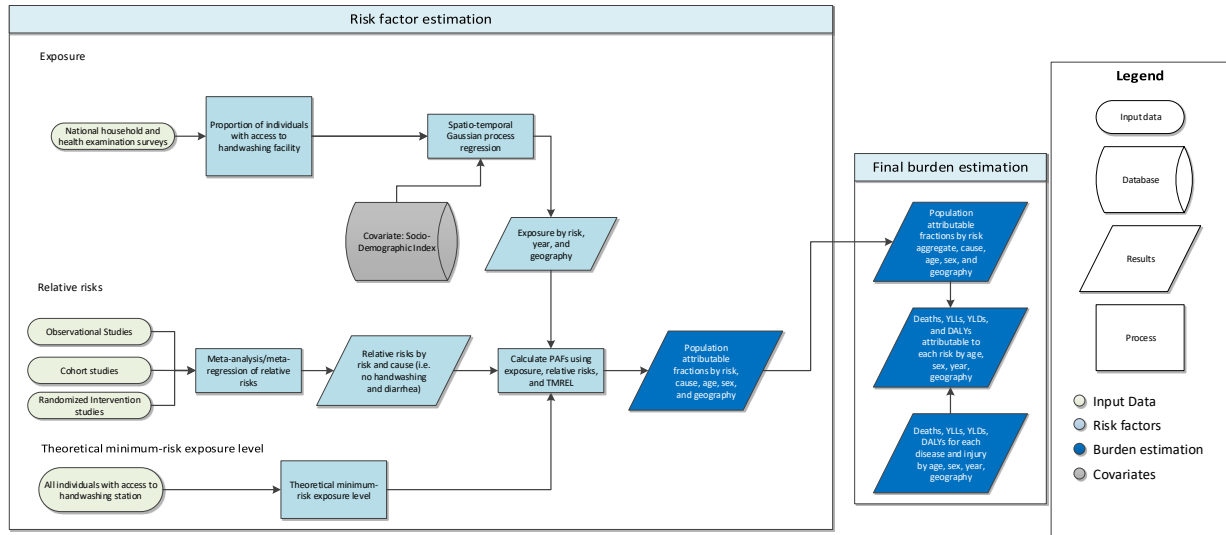 Risk factor estimation
Exposure
National household and
health examination surveys
Proportion of individuals
with access to
handwashing facility
Spatio-temporal
Gaussian process
regression
Covariate: Socio-
Demographic Index
Exposure by risk,
year, and
geography
Relative risks
Observational Studies
Cohort studies
Randomized Intervention
studies
Meta-analysis/meta-
regression of relative
risks
Relative risks by
risk and cause (i.e.
no handwashing
and diarrhea)
Calculate PAFs using
exposure, relative risks,
and TMREL
Population
attributable
fractions by risk,
cause, age, sex,
and geography
Theoretical minimum-risk exposure level
All individuals with access to
handwashing station
Theoretical minimum-
risk exposure level
Final burden estimation
Population
attributable
fractions by risk
aggregate, cause,
age, sex, and
geography
Deaths, YLLs, YLDs,
and DALYs
attributable to
each risk by age,
sex, year,
geography
Deaths, YLLs, YLDs,
DALYs for each
disease and injury
by age, sex, year,
geography
Legend
Input data
Database
Results
Process
Input Data
Risk factors
Burden estimation
Covariates